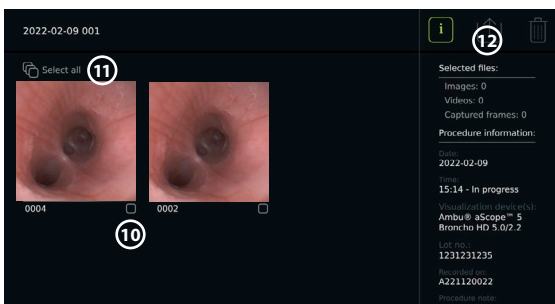 2022-02-09 001
i
12
Select all
11
0004
0002
10
Selected files:
Images: 0
Videos: 0
Captured frames: 0
Procedure information:
Date:
2022-02-09
Time:
15:14 - In progress
Visualization device(s):
Ambu® aScope™ 5
Broncho HD 5.0/2.2
Lot no.:
1231231235
Recorded on:
A221120022
Procedure note: